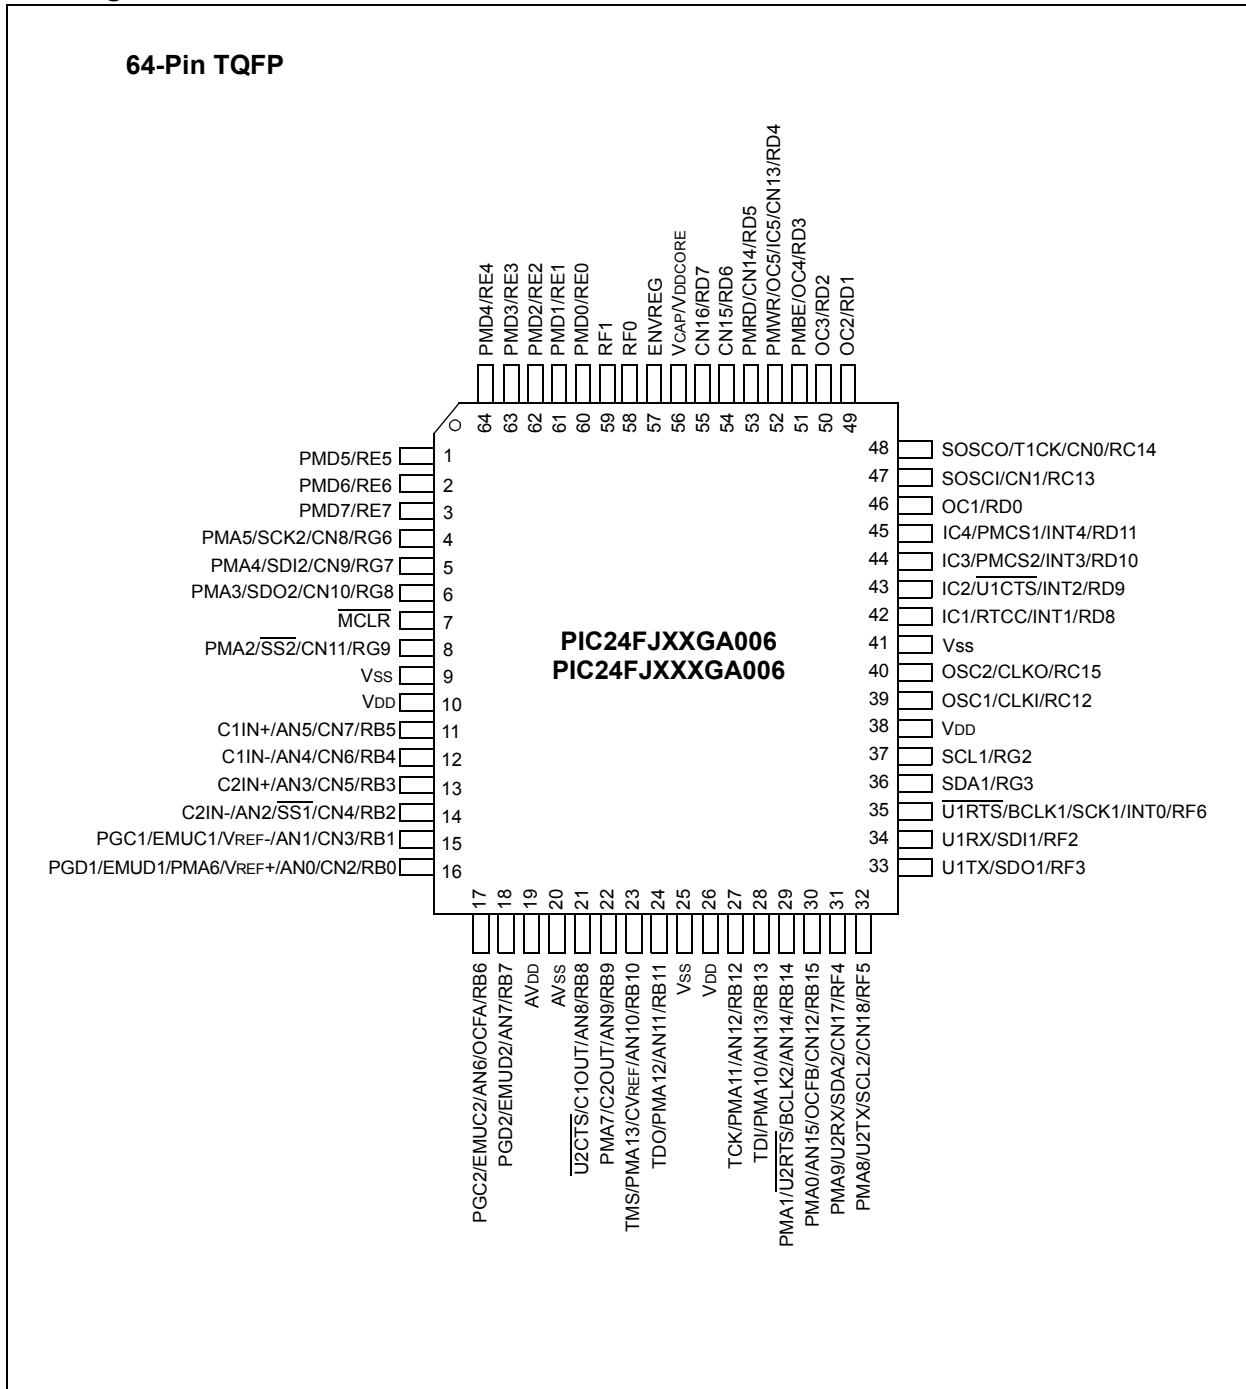 64-Pin TQFP
PMD4/RE4
PMD3/RE3
PMD2/RE2
PMD1/RE1
PMD0/RE0
RF1
RF0
ENVREG
VCAP/VDDCORE
CN16/RD7
CN15/RD6
PMRD/CN14/RD5
PMWR/OC5/IC5/CN13/RD4
PMBE/OC4/RD3
OC3/RD2
OC2/RD1
64 63 62 61 60 59 58 57 56 55 54 53 52 51 50 49
PMD5/RE5 1
PMD6/RE6 2
PMD7/RE7 3
PMA5/SCK2/CN8/RG6 4
PMA4/SDI2/CN9/RG7 5
PMA3/SDO2/CN10/RG8 6
MCLR 7
PMA2/SS2/CN11/RG9 8
VSS 9
VDD 10
C1IN+/AN5/CN7/RB5 11
C1IN-/AN4/CN6/RB4 12
C2IN+/AN3/CN5/RB3 13
C2IN-/AN2/SS1/CN4/RB2 14
PGC1/EMUC1/VREF-/AN1/CN3/RB1 15
PGD1/EMUD1/PMA6/VREF+/AN0/CN2/RB0 16
PIC24FJXXGA006
PIC24FJXXXGA006
48 SOSCO/T1CK/CN0/RC14
47 SOSCI/CN1/RC13
46 OC1/RD0
45 IC4/PMCS1/INT4/RD11
44 IC3/PMCS2/INT3/RD10
43 IC2/U1CTS/INT2/RD9
42 IC1/RTCC/INT1/RD8
41 Vss
40 OSC2/CLKO/RC15
39 OSC1/CLKI/RC12
38 VDD
37 SCL1/RG2
36 SDA1/RG3
35 U1RTS/BCLK1/SCK1/INT0/RF6
34 U1RX/SDI1/RF2
33 U1TX/SDO1/RF3
17 18 19 20 21 22 23 24 25 26 27 28 29 30 31 32
PGC2/EMUC2/AN6/OCFA/RB6
PGD2/EMUD2/AN7/RB7
AVDD
AVSS
U2CTS/C1OUT/AN8/RB8
PMA7/C2OUT/AN9/RB9
TMS/PMA13/CVREF/AN10/RB10
TDO/PMA12/AN11/RB11
VSS
VDD
TCK/PMA11/AN12/RB12
TDI/PMA10/AN13/RB13
PMA1/U2RTS/BCLK2/AN14/RB14
PMA0/AN15/OCFB/CN12/RB15
PMA9/U2RX/SDA2/CN17/RF4
PMA8/U2TX/SCL2/CN18/RF5